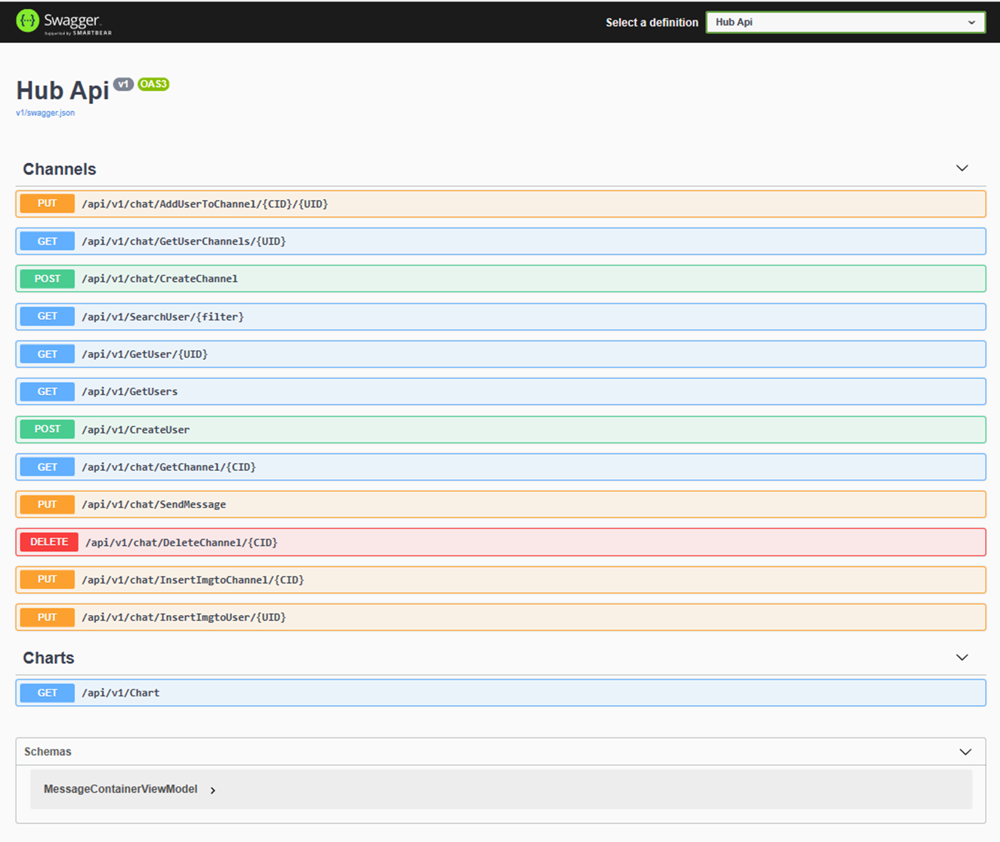 Swagger
Supported by SMARTBEAR
Select a definition
Hub Api
Hub Api v1 OAS3
v1/swagger.json
Channels
PUT /api/v1/chat/AddUserToChannel/{CID}/{UID}
GET /api/v1/chat/GetUserChannels/{UID}
POST /api/v1/chat/CreateChannel
GET /api/v1/SearchUser/{filter}
GET /api/v1/GetUser/{UID}
GET /api/v1/GetUsers
POST /api/v1/CreateUser
GET /api/v1/chat/GetChannel/{CID}
PUT /api/v1/chat/SendMessage
DELETE /api/v1/chat/DeleteChannel/{CID}
PUT /api/v1/chat/InsertImgtoChannel/{CID}
PUT /api/v1/chat/InsertImgtoUser/{UID}
Charts
GET /api/v1/Chart
Schemas
MessageContainerViewModel